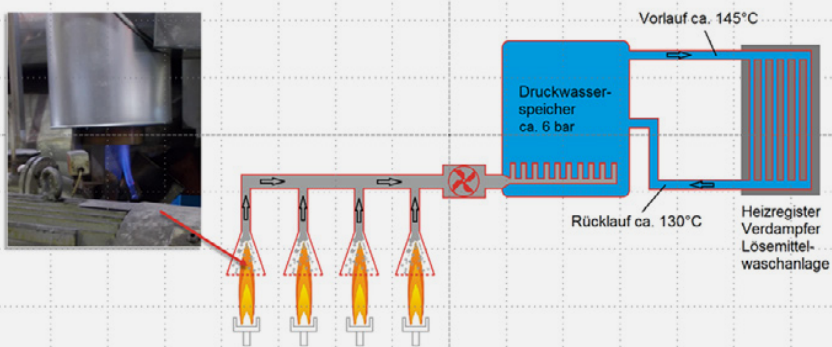 Vorlauf ca. 145°C
Druckwasser-
speicher
ca. 6 bar
Rücklauf ca. 130°C
Heizregister
Verdampfer
Lösemittel-
waschanlage